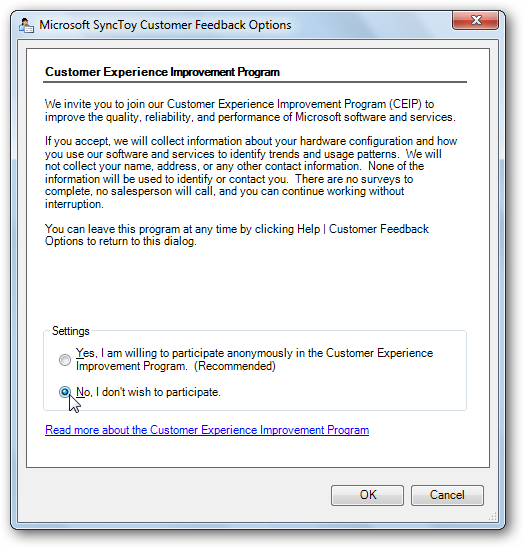 Microsoft SyncToy Customer Feedback Options
Customer Experience Improvement Program
We invite you to join our Customer Experience Improvement Program (CEIP) to
improve the quality, reliability, and performance of Microsoft software and services.
If you accept, we will collect information about your hardware configuration and how
you use our software and services to identify trends and usage patterns.  We will
not collect your name, address, or any other contact information.  None of the
information will be used to identify or contact you.  There are no surveys to
complete, no salesperson will call, and you can continue working without
interruption.
You can leave this program at any time by clicking Help | Customer Feedback
Options to return to this dialog.
Settings
Yes, I am willing to participate anonymously in the Customer Experience
Improvement Program.  (Recommended)
No, I don't wish to participate.
Read more about the Customer Experience Improvement Program
OK Cancel